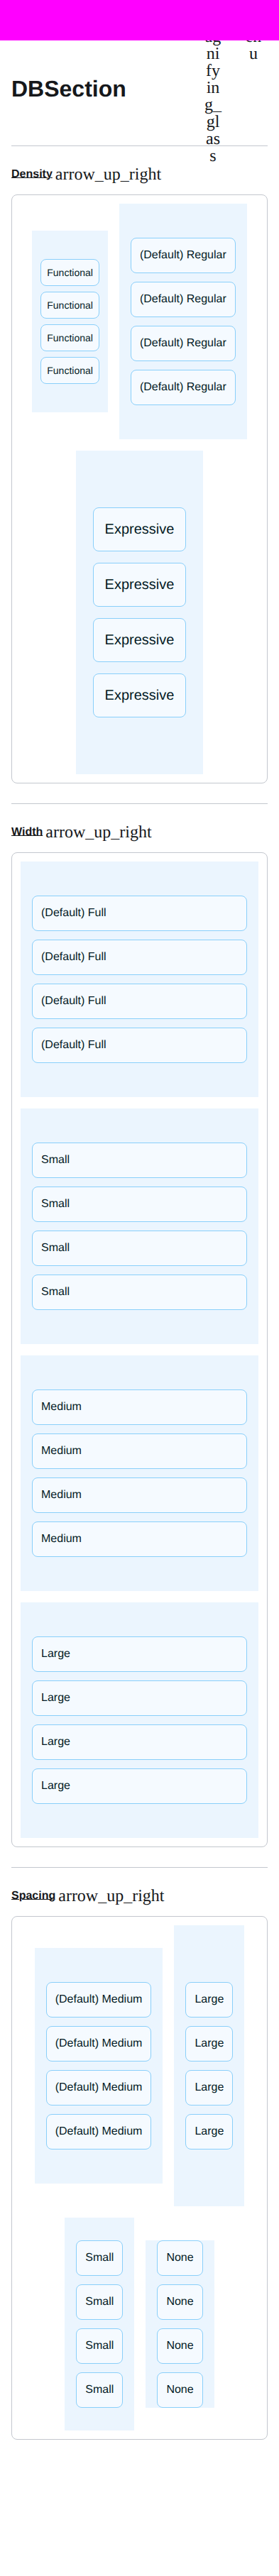 nify
u
fy
in
g_
gl
as
s
DBSection
Density arrow_up_right
Functional
Functional
Functional
Functional
(Default) Regular
(Default) Regular
(Default) Regular
(Default) Regular
Expressive
Expressive
Expressive
Expressive
Width arrow_up_right
(Default) Full
(Default) Full
(Default) Full
(Default) Full
Small
Small
Small
Small
Medium
Medium
Medium
Medium
Large
Large
Large
Large
Spacing arrow_up_right
(Default) Medium
(Default) Medium
(Default) Medium
(Default) Medium
Large
Large
Large
Large
Small
Small
Small
Small
None
None
None
None